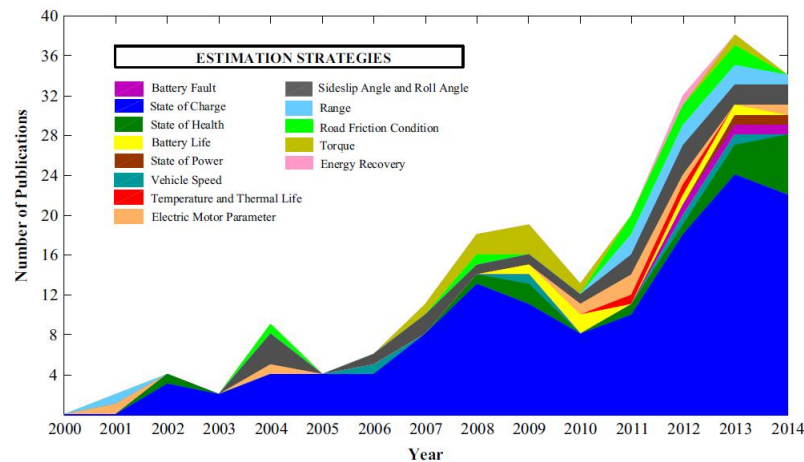 ESTIMATION STRATEGIES
Battery Fault
State of Charge
State of Health
Battery Life
State of Power
Vehicle Speed
Temperature and Thermal Life
Electric Motor Parameter
Sideslip Angle and Roll Angle
Range
Road Friction Condition
Torque
Energy Recovery
Number of Publications
40
36
32
28
24
20
16
12
8
4
2000 2001 2002 2003 2004 2005 2006 2007 2008 2009 2010 2011 2012 2013 2014
Year